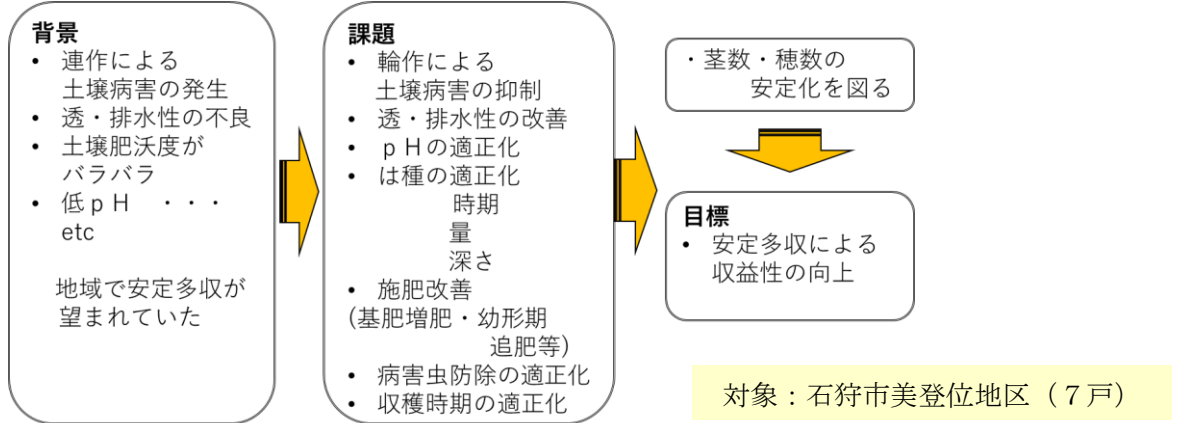 背景
• 連作による
土壌病害の発生
• 透・排水性の不良
• 土壌肥沃度が
バラバラ
• 低ｐＨ ・・・
etc
地域で安定多収が
望まれていた
課題
• 輪作による
土壌病害の抑制
• 透・排水性の改善
• ｐＨの適正化
• は種の適正化
時期
量
深さ
• 施肥改善
(基肥増肥・幼形期
追肥等)
• 病害虫防除の適正化
• 収穫時期の適正化
・茎数・穂数の
安定化を図る
目標
• 安定多収による
収益性の向上
対象：石狩市美登位地区（７戸）